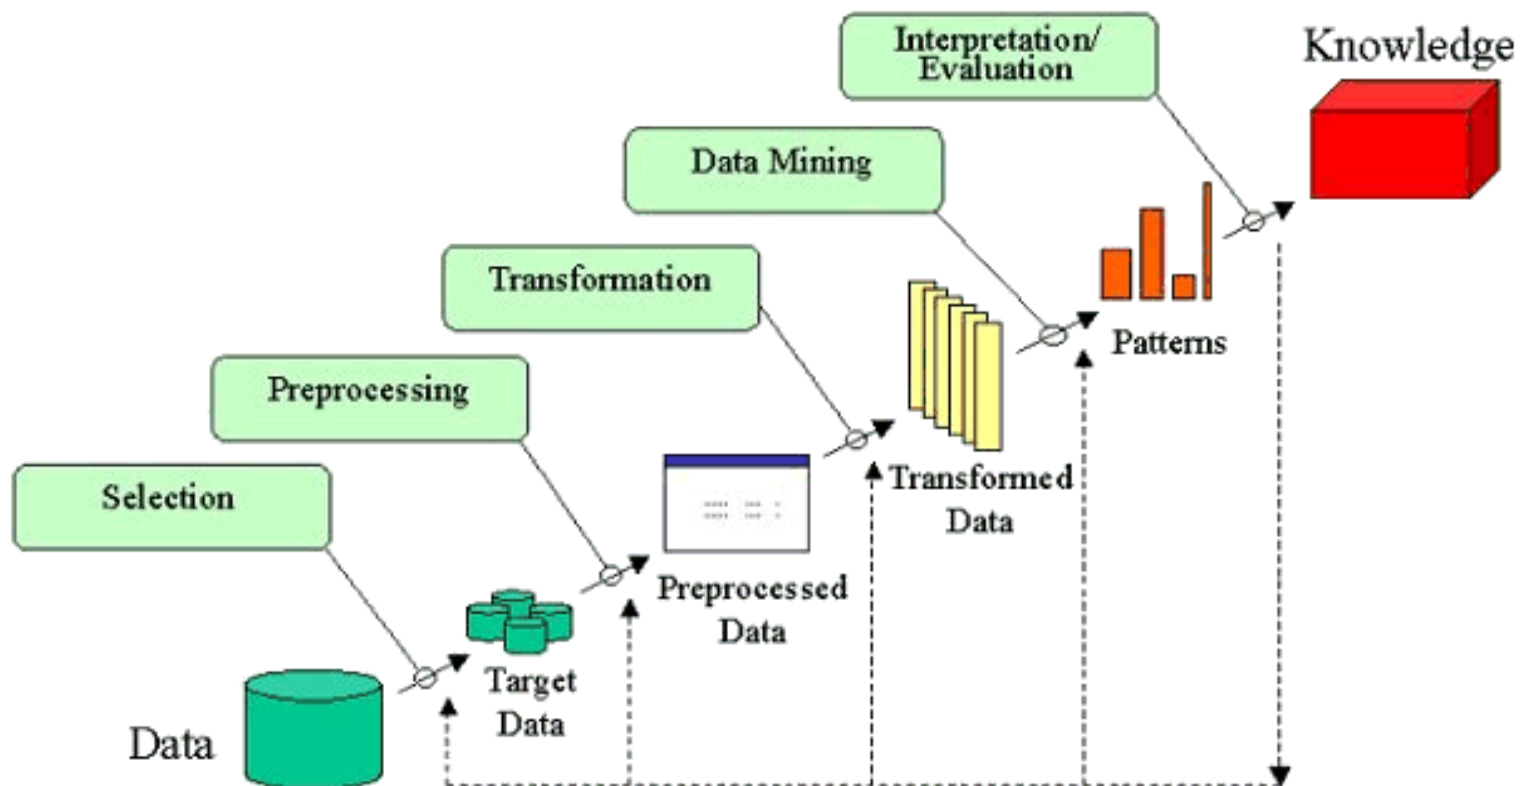 Interpretation/
Evaluation
Knowledge
Data Mining
Transformation
Patterns
Preprocessing
Transformed
Data
Selection
Preprocessed
Data
Target
Data
Data